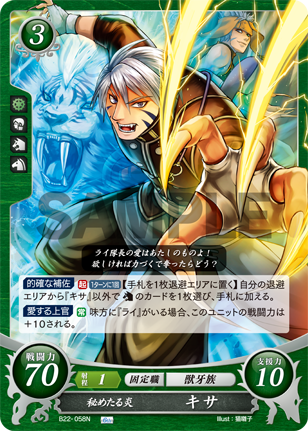 3
SAMPLE
ライ隊長の愛はあたしのものよ!
欲しければ力づくで奪ったらどう?
的確な補佐 起 1ターンに1回 [手札を1枚退避エリアに置く] 自分の退避
エリアから『キサ』以外で のカードを1枚選び、手札に加える。
愛する上官 常 味方に『ライ』がいる場合、このユニットの戦闘力は
+10される。
戦闘力
70
射程 1 固定職 獣牙族
支援力
10
秘めたる炎 キサ
B22-058N
Illust:猫囃子